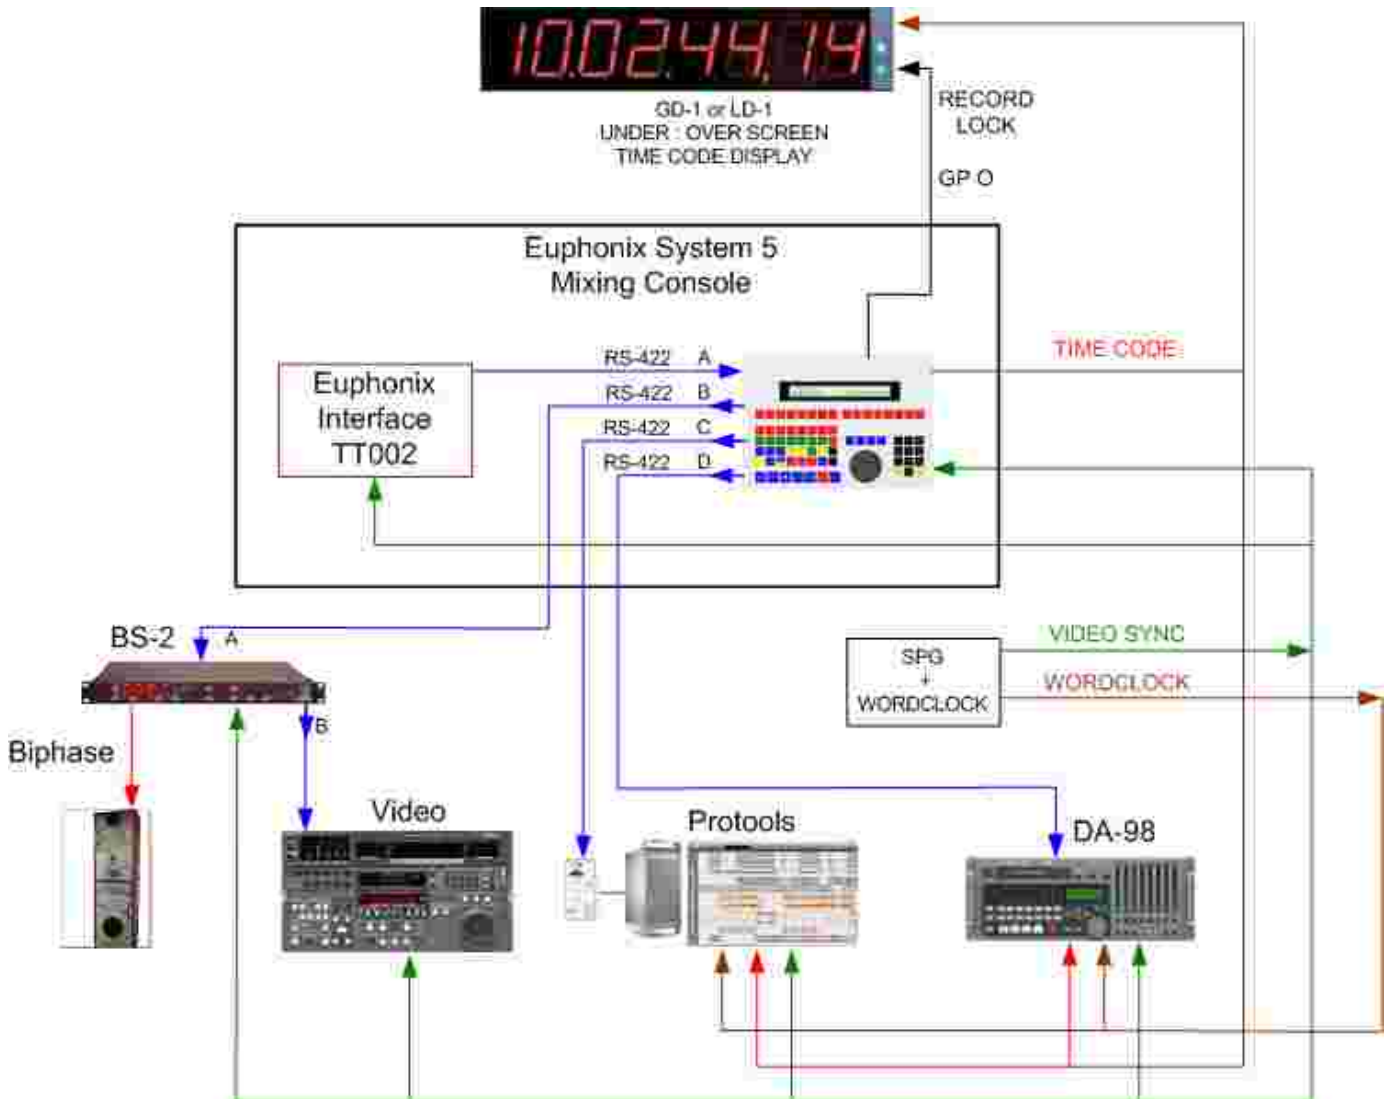 10.02.44.14
GD-1 or LD-1
UNDER : OVER SCREEN
TIME CODE DISPLAY
RECORD
LOCK
GP O
Euphonix System 5
Mixing Console
Euphonix
Interface
TT002
RS-422 A
RS-422 B
RS-422 C
RS-422 D
TIME CODE
BS-2
A
B
SPG
+
WORDCLOCK
VIDEO SYNC
WORDCLOCK
Biphase
Video
Protools
DA-98